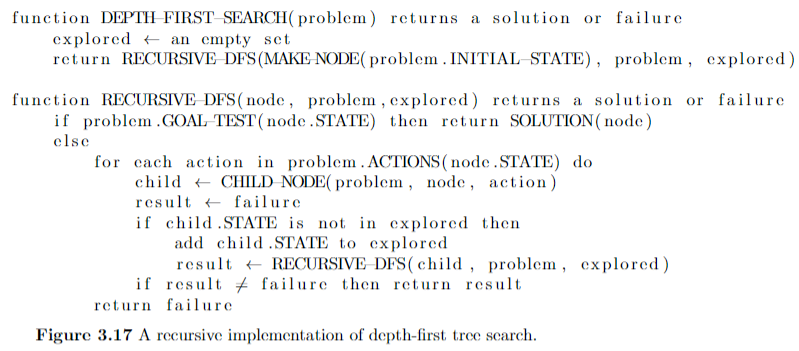 function DEPTH-FIRST-SEARCH(problem) returns a solution or failure
explored ← an empty set
return RECURSIVE-DFS(MAKE-NODE(problem.INITIAL-STATE), problem, explored)
function RECURSIVE-DFS(node, problem,explored) returns a solution or failure
if problem.GOAL-TEST(node.STATE) then return SOLUTION(node)
else
for each action in problem.ACTIONS(node.STATE) do
child ← CHILD-NODE(problem, node, action)
result ← failure
if child.STATE is not in explored then
add child.STATE to explored
result ← RECURSIVE-DFS(child, problem, explored)
if result ≠ failure then return result
return failure
Figure 3.17 A recursive implementation of depth-first tree search.